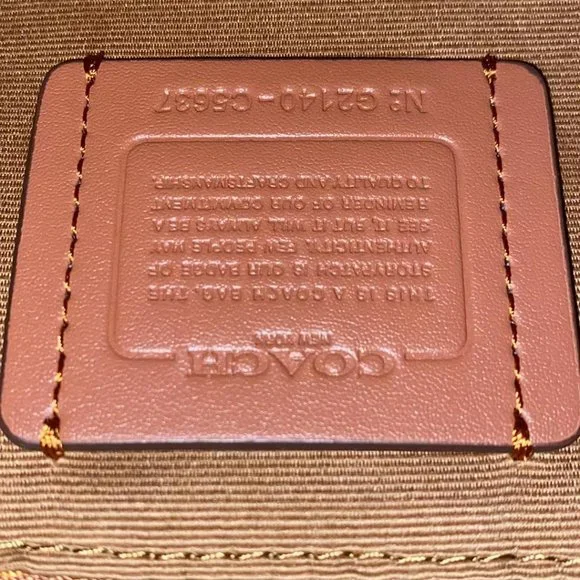 COACH
NEW YORK
THIS IS A COACH BAG. THE
STORYPATCH IS OUR BADGE OF
AUTHENTICITY. FEW PEOPLE MAY
SEE IT, BUT IT WILL ALWAYS BE A
REMINDER OF OUR COMMITMENT
TO QUALITY AND CRAFTSMANSHIP.
Nº G2140-C5637